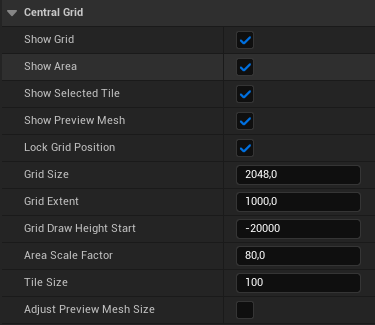 Central Grid
Show Grid
Show Area
Show Selected Tile
Show Preview Mesh
Lock Grid Position
Grid Size 2048,0
Grid Extent 1000,0
Grid Draw Height Start -20000
Area Scale Factor 80,0
Tile Size 100
Adjust Preview Mesh Size